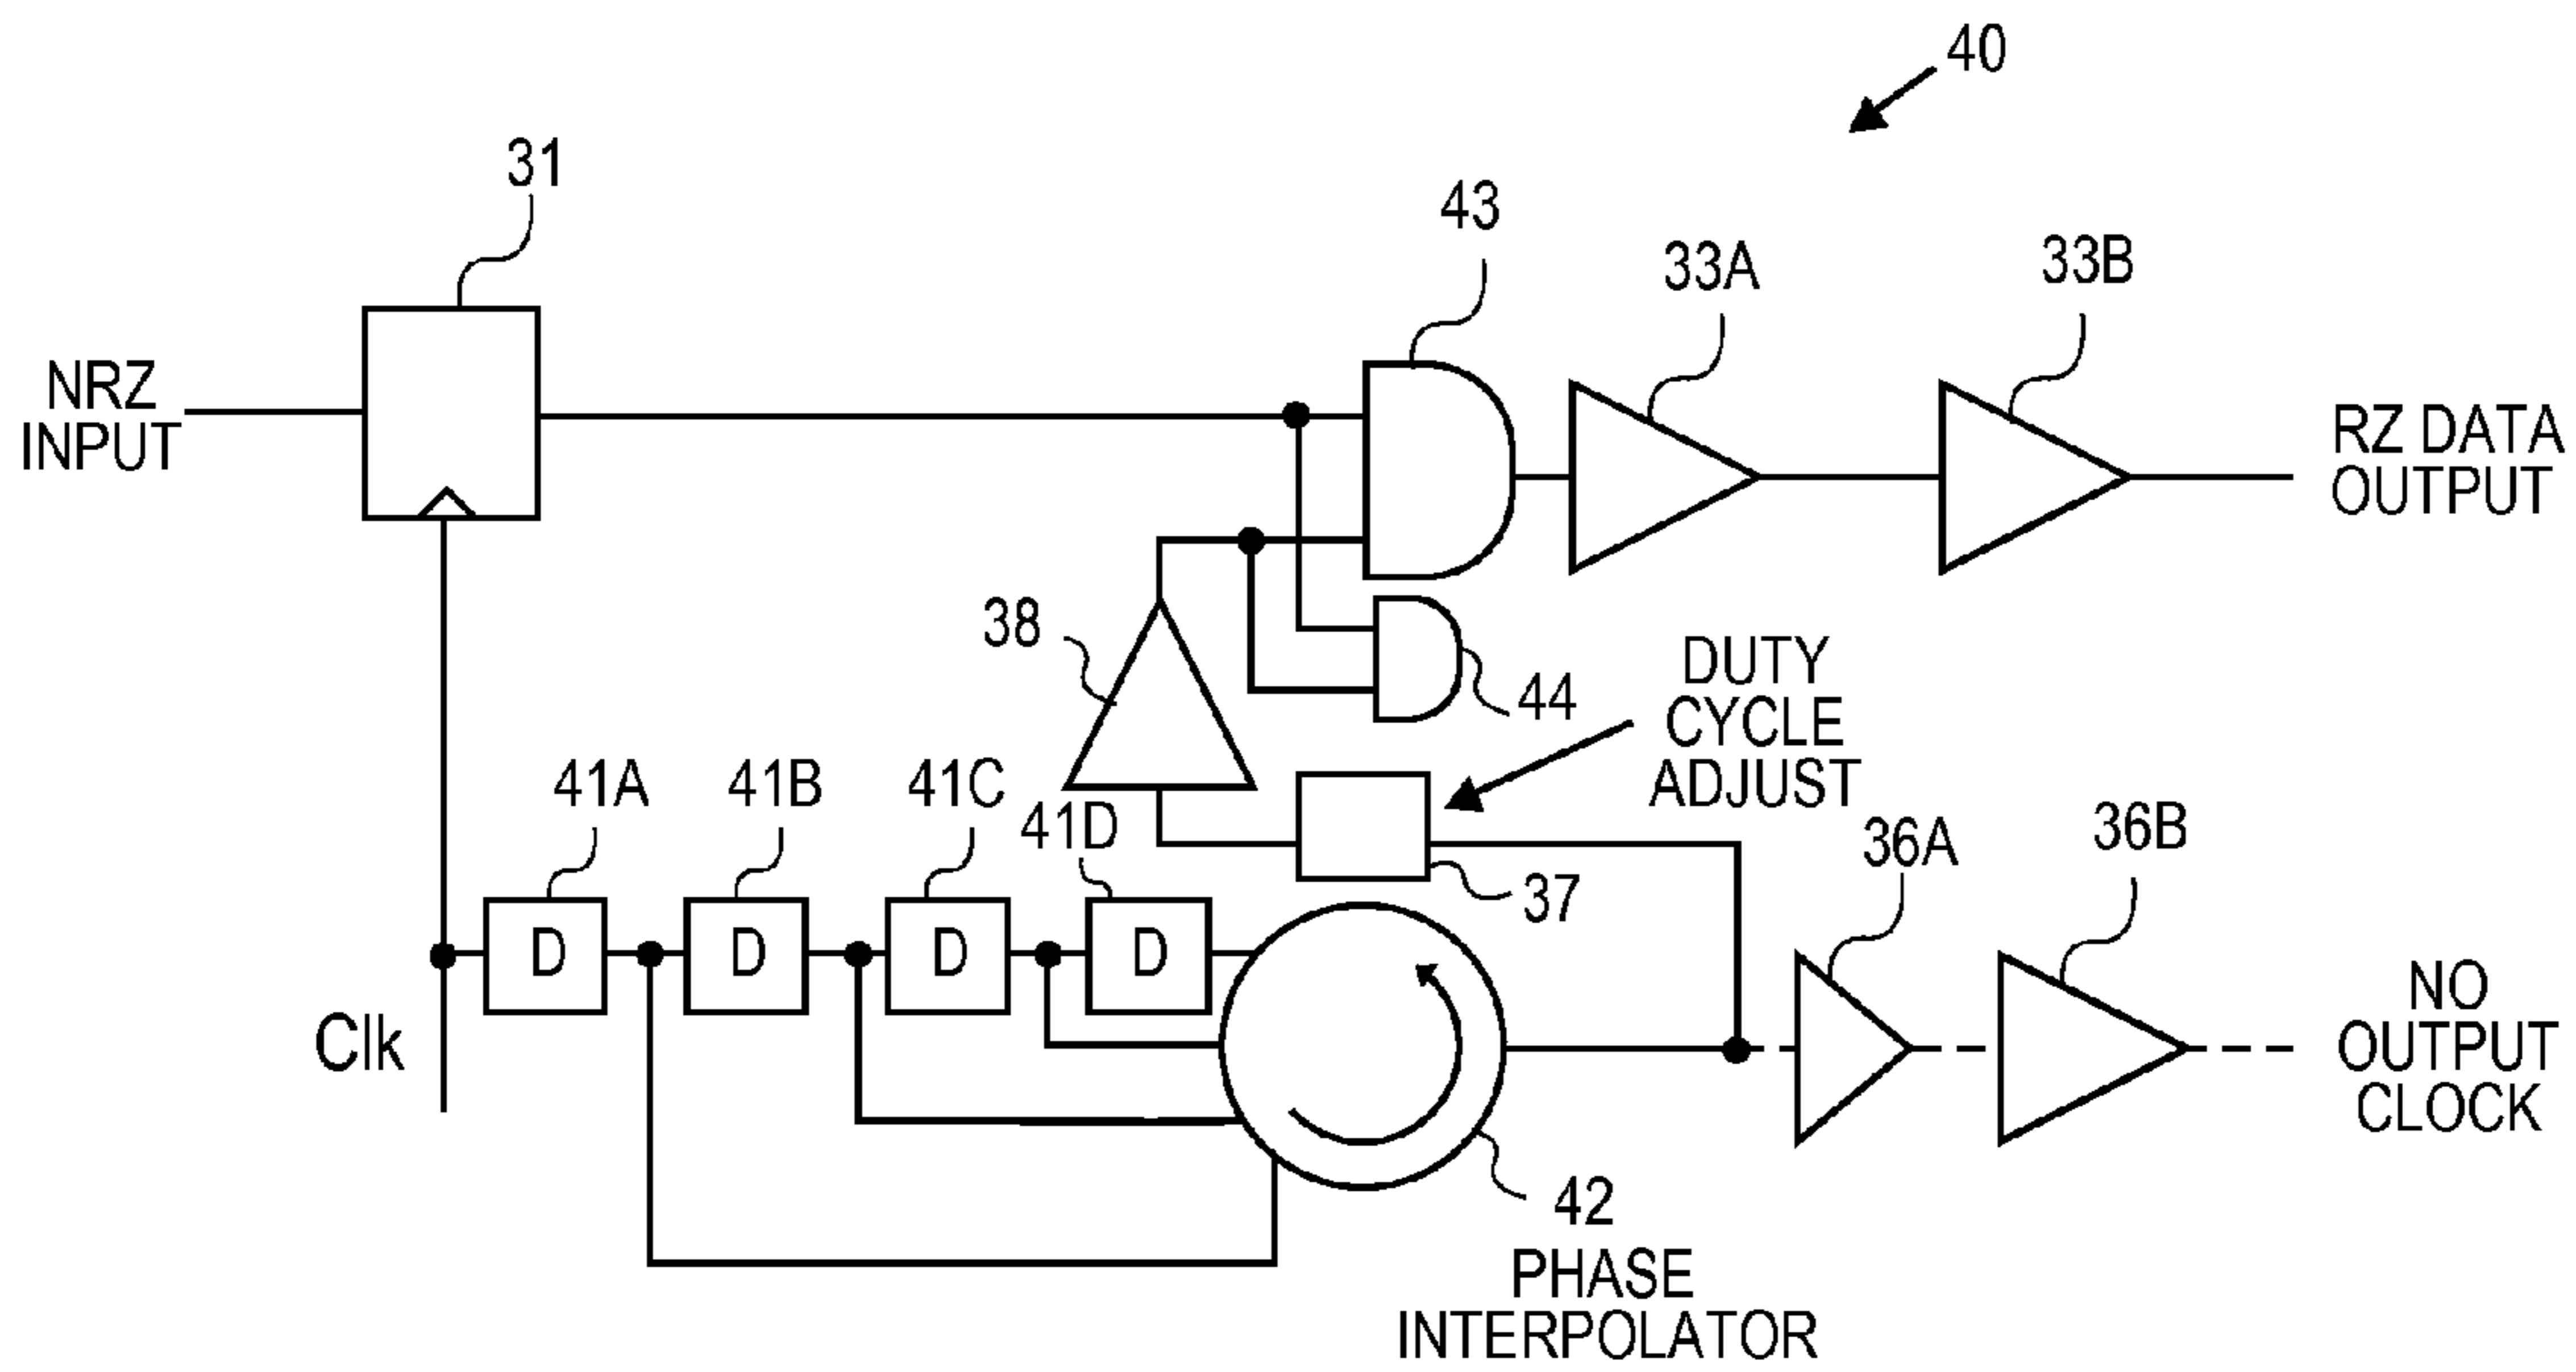 40
31
43
33A
33B
NRZ
INPUT
RZ DATA
OUTPUT
38
44
DUTY
CYCLE
ADJUST
41A
41B
41C
41D
37
36A
36B
D
D
D
D
Clk
NO
OUTPUT
CLOCK
42
PHASE
INTERPOLATOR